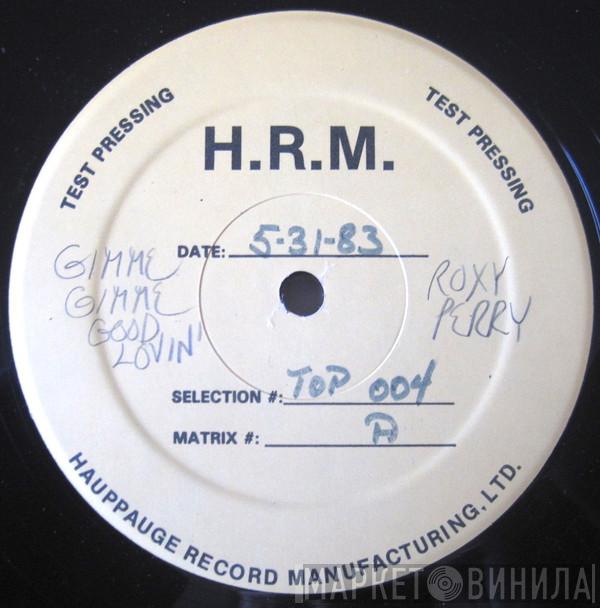 TEST PRESSING
TEST PRESSING
H.R.M.
DATE: 5-31-83
GIMME
GIMME
GOOD
LOVIN'
ROXY
PERRY
SELECTION #: TOP 004
MATRIX #: A
HAUPPAUGE RECORD MANUFACTURING, LTD.
МАРКЕТ ВИНИЛА